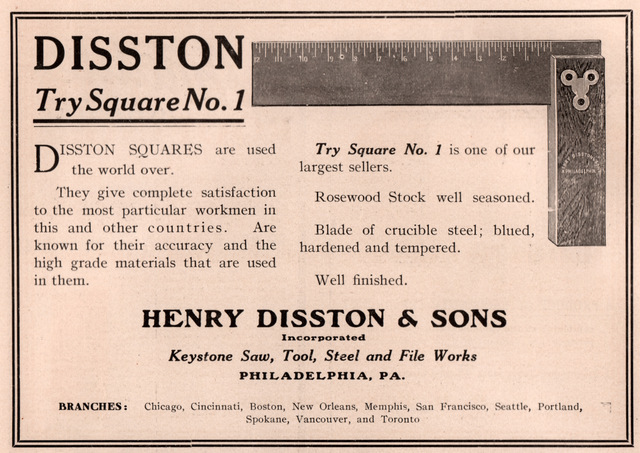 DISSTON
Try Square No. 1
DISSTON SQUARES are used
the world over.
They give complete satisfaction
to the most particular workmen in
this and other countries. Are
known for their accuracy and the
high grade materials that are used
in them.
Try Square No. 1 is one of our
largest sellers.
Rosewood Stock well seasoned.
Blade of crucible steel; blued,
hardened and tempered.
Well finished.
HENRY DISSTON & SONS
Incorporated
Keystone Saw, Tool, Steel and File Works
PHILADELPHIA, PA.
BRANCHES: Chicago, Cincinnati, Boston, New Orleans, Memphis, San Francisco, Seattle, Portland,
Spokane, Vancouver, and Toronto